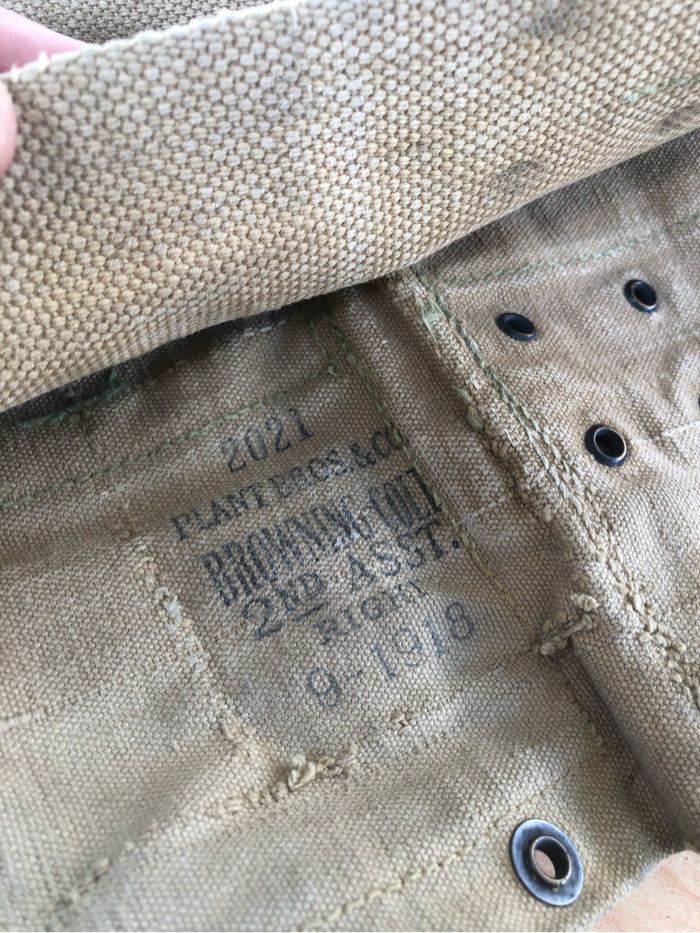 2021
PLANT BROS & CO
BROWNING-COLT
2ND ASST.
RIGHT
9-1918